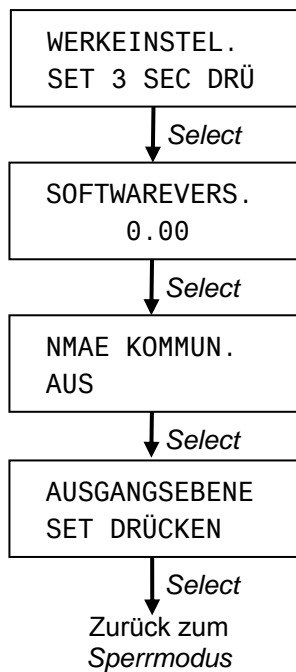 WERKEINSTEL.
SET 3 SEC DRÜ
Select
SOFTWAREVERS.
0.00
Select
NMAE KOMMUN.
AUS
Select
AUSGANGSEBENE
SET DRÜCKEN
Select
Zurück zum
Sperrmodus